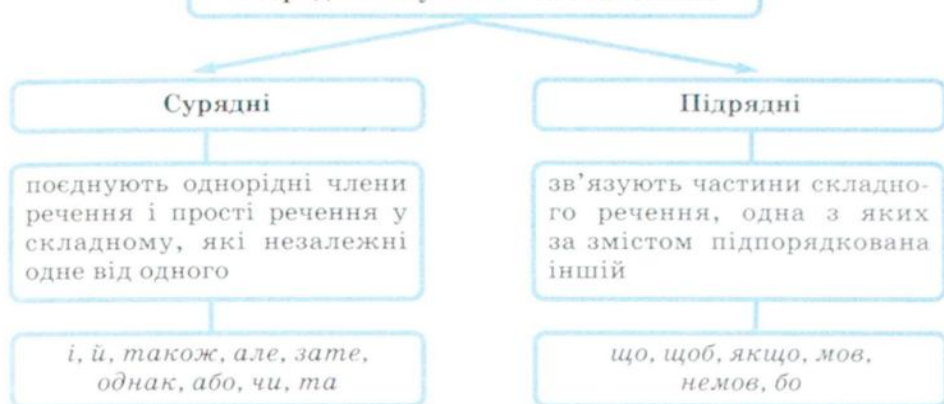 Сурядні
поєднують однорідні члени
речення і прості речення у
складному, які незалежні
одне від одного
і, й, також, але, зате,
однак, або, чи, та
Підрядні
зв'язують частини складно-
го речення, одна з яких
за змістом підпорядкована
іншій
що, щоб, якщо, мов,
немов, бо